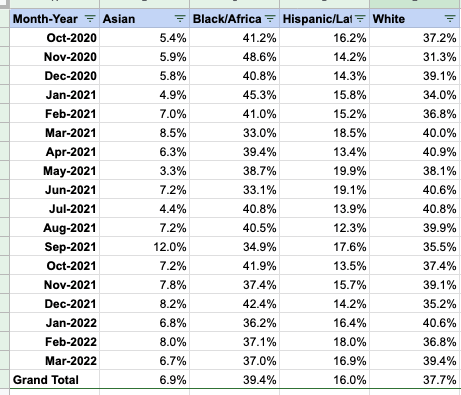 Month-Year Asian Black/Africa Hispanic/Lat White
Oct-2020 5.4% 41.2% 16.2% 37.2%
Nov-2020 5.9% 48.6% 14.2% 31.3%
Dec-2020 5.8% 40.8% 14.3% 39.1%
Jan-2021 4.9% 45.3% 15.8% 34.0%
Feb-2021 7.0% 41.0% 15.2% 36.8%
Mar-2021 8.5% 33.0% 18.5% 40.0%
Apr-2021 6.3% 39.4% 13.4% 40.9%
May-2021 3.3% 38.7% 19.9% 38.1%
Jun-2021 7.2% 33.1% 19.1% 40.6%
Jul-2021 4.4% 40.8% 13.9% 40.8%
Aug-2021 7.2% 40.5% 12.3% 39.9%
Sep-2021 12.0% 34.9% 17.6% 35.5%
Oct-2021 7.2% 41.9% 13.5% 37.4%
Nov-2021 7.8% 37.4% 15.7% 39.1%
Dec-2021 8.2% 42.4% 14.2% 35.2%
Jan-2022 6.8% 36.2% 16.4% 40.6%
Feb-2022 8.0% 37.1% 18.0% 36.8%
Mar-2022 6.7% 37.0% 16.9% 39.4%
Grand Total 6.9% 39.4% 16.0% 37.7%